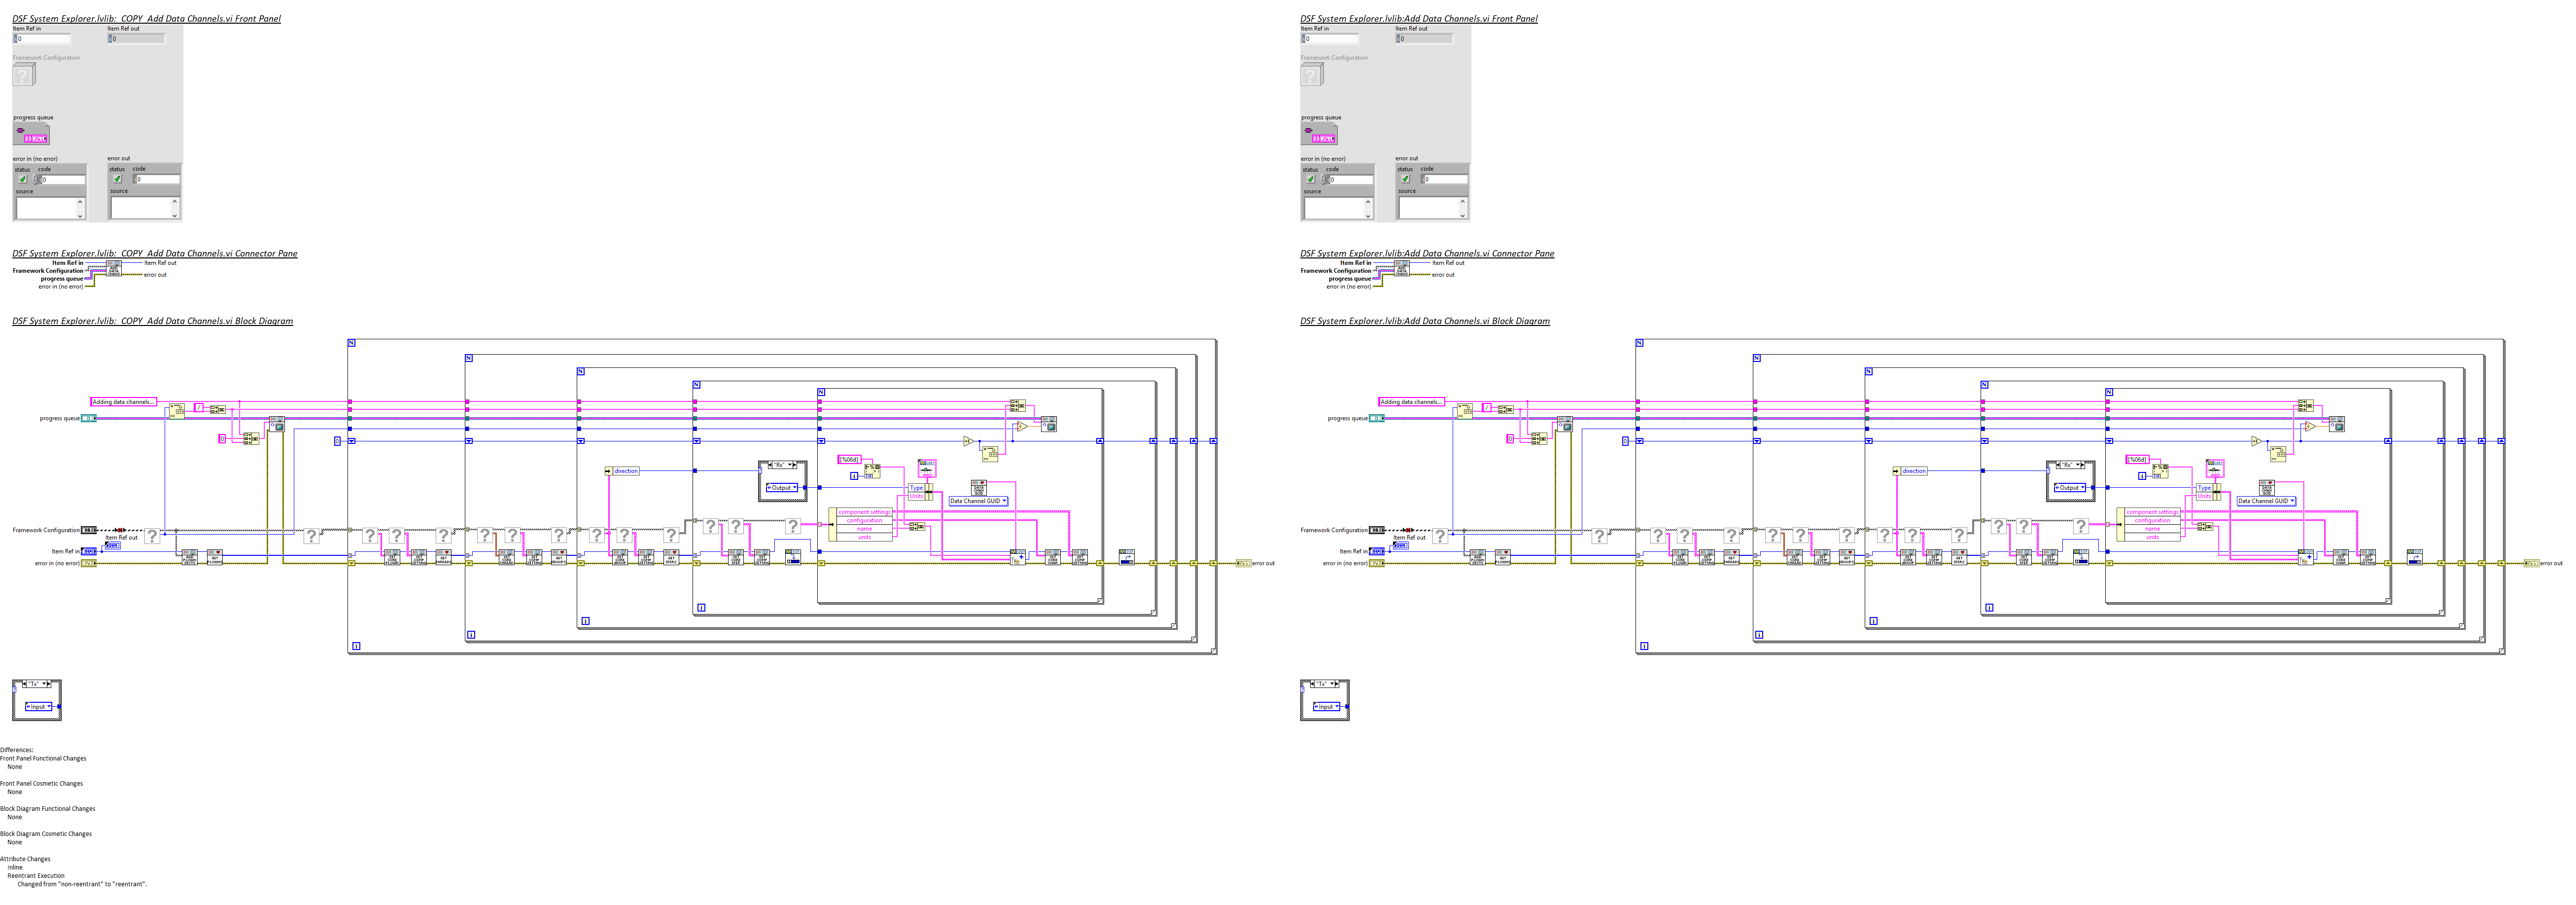 DSF System Explorer.lvlib:_COPY_Add Data Channels.vi Front Panel
Item Ref in
Item Ref out
0
0
Framework Configuration
progress queue
error in (no error)
error out
status
code
status
code
0
0
source
source
DSF System Explorer.lvlib:_COPY_Add Data Channels.vi Connector Pane
Item Ref in
Item Ref out
Framework Configuration
progress queue
error out
error in (no error)
DSF System Explorer.lvlib:_COPY_Add Data Channels.vi Block Diagram
N
N
N
N
N
Adding data channels...
/
progress queue
0
0
direction
"Rx"
Output
[%06d]
i
Type
Units
Data Channel GUID
component settings
configuration
name
units
Framework Configuration
Item Ref out
Item Ref in
error in (no error)
error out
i
i
i
i
"Tx"
Input
Differences:
Front Panel Functional Changes
None
Front Panel Cosmetic Changes
None
Block Diagram Functional Changes
None
Block Diagram Cosmetic Changes
None
Attribute Changes
Inline
Reentrant Execution
Changed from "non-reentrant" to "reentrant".
DSF System Explorer.lvlib:Add Data Channels.vi Front Panel
Item Ref in
Item Ref out
0
0
Framework Configuration
progress queue
error in (no error)
error out
status
code
status
code
0
0
source
source
DSF System Explorer.lvlib:Add Data Channels.vi Connector Pane
Item Ref in
Item Ref out
Framework Configuration
progress queue
error out
error in (no error)
DSF System Explorer.lvlib:Add Data Channels.vi Block Diagram
N
N
N
N
N
Adding data channels...
/
progress queue
0
0
direction
"Rx"
Output
[%06d]
i
Type
Units
Data Channel GUID
component settings
configuration
name
units
Framework Configuration
Item Ref out
Item Ref in
error in (no error)
error out
i
i
i
i
"Tx"
Input